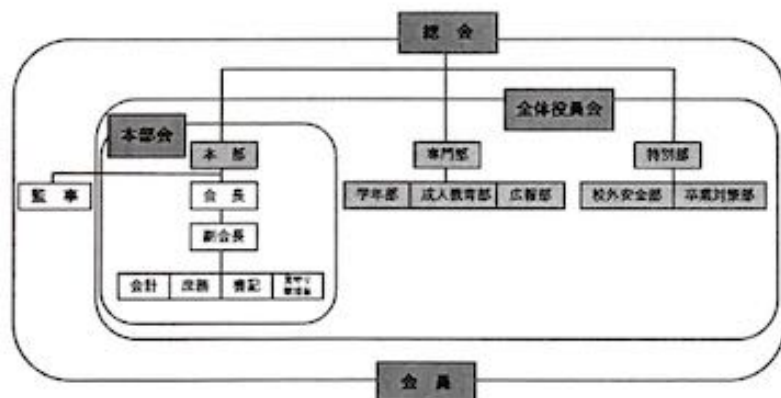 総会
全体役員会
本部会
本部
専門部
特別部
監事
会長
学年部 成人教育部 広報部
校外安全部 卒業対策部
副会長
会計 庶務 書記
会員